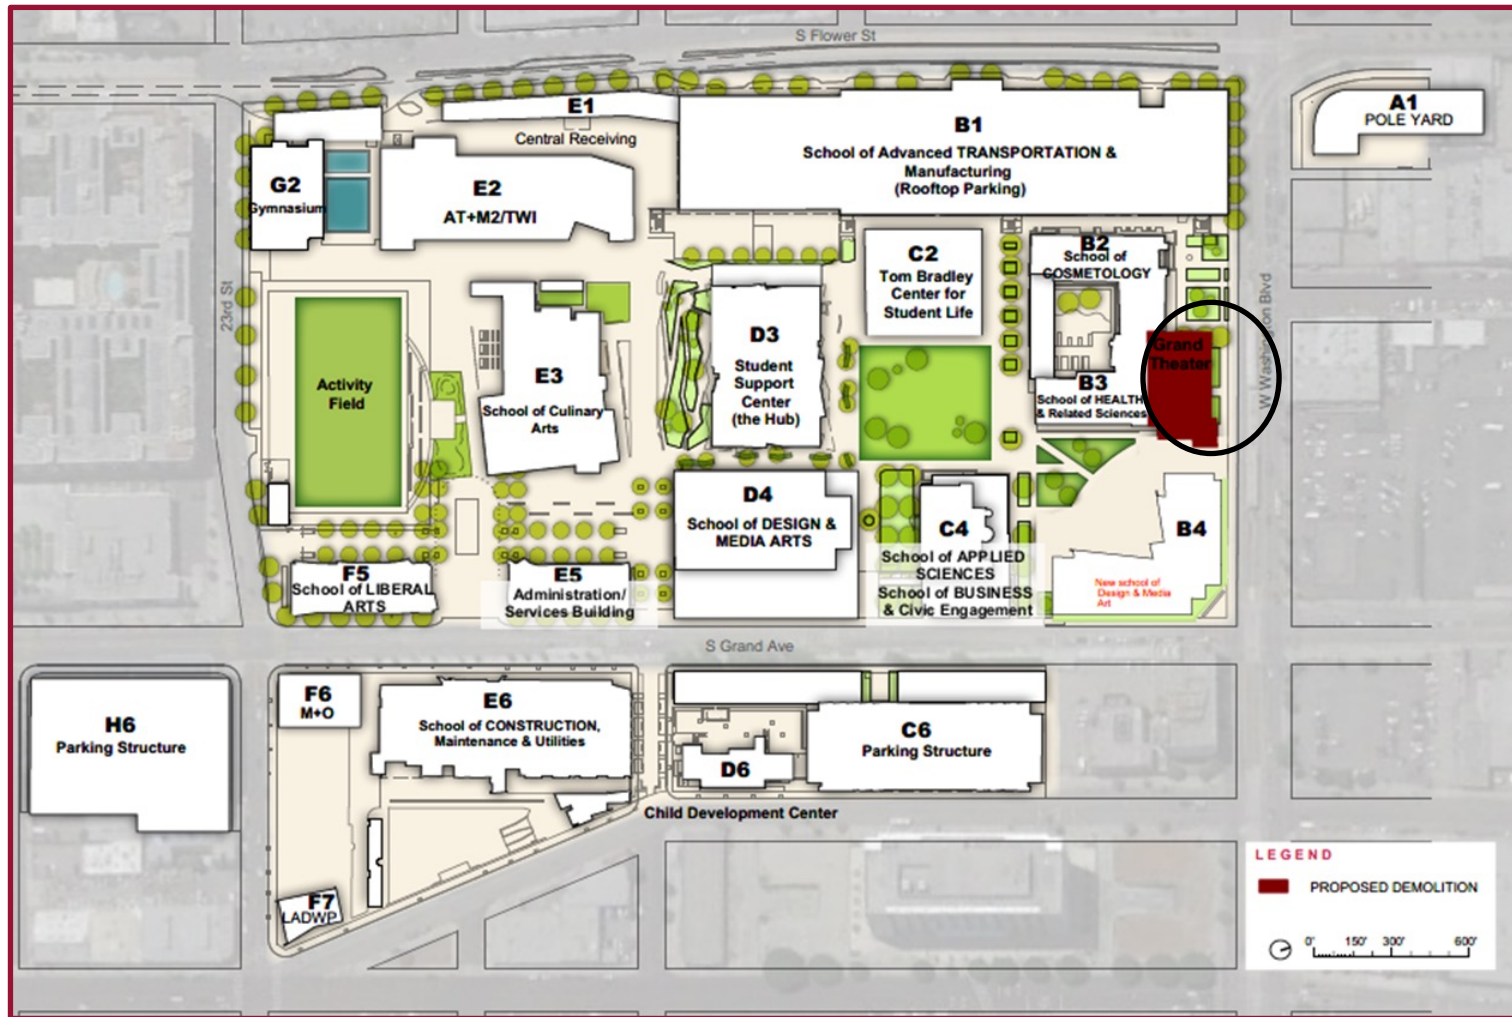 S Flower St
E1
Central Receiving
B1
School of Advanced TRANSPORTATION &
Manufacturing
(Rooftop Parking)
A1
POLE YARD
G2
Gymnasium
E2
AT+M2/TWI
C2
Tom Bradley
Center for
Student Life
B2
School of
COSMETOLOGY
23rd St
W Washington Blvd
Activity
Field
E3
School of Culinary
Arts
D3
Student
Support
Center
(the Hub)
Grand
Theater
B3
School of HEALTH
& Related Sciences
D4
School of DESIGN &
MEDIA ARTS
C4
School of APPLIED
SCIENCES
School of BUSINESS
& Civic Engagement
B4
New school of
Design & Media
Art
F5
School of LIBERAL
ARTS
E5
Administration/
Services Building
S Grand Ave
H6
Parking Structure
F6
M+O
E6
School of CONSTRUCTION,
Maintenance & Utilities
D6
C6
Parking Structure
Child Development Center
F7
LADWP
LEGEND
PROPOSED DEMOLITION
0' 150' 300' 600'